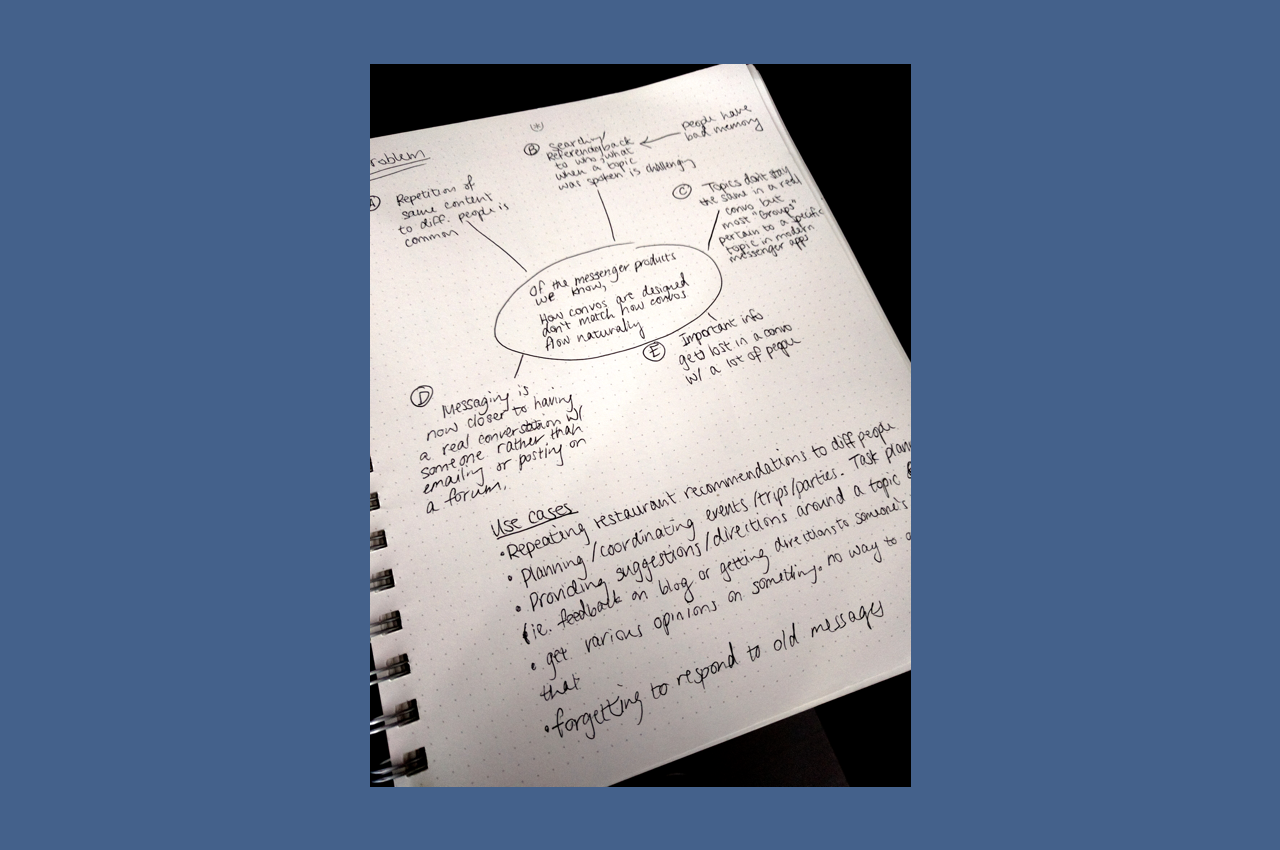 roblem
(*)
A Repetition of
same content
to diff. people is
common
B Searching/
Referencing back
to who, what
when a topic
was spoken is challenging
people have
bad memory
C Topics don't stay
the same in a real
convo but
most "Groups"
pertain to a specific
topic in modern
messenger apps
Of the messenger products
we know,
How convos are designed
don't match how convos
flow naturally
D Messaging is
now closer to having
a real conversation w/
someone rather than
emailing or posting on
a forum.
E Important info
gets lost in a convo
w/ a lot of people
Use cases
• Repeating restaurant recommendations to diff people
• Planning/coordinating events/trips/parties. Task plann
• Providing suggestions/directions around a topic
(ie. feedback on blog or getting directions to someone's
• get various opinions on something. no way to
that
• forgetting to respond to old messages